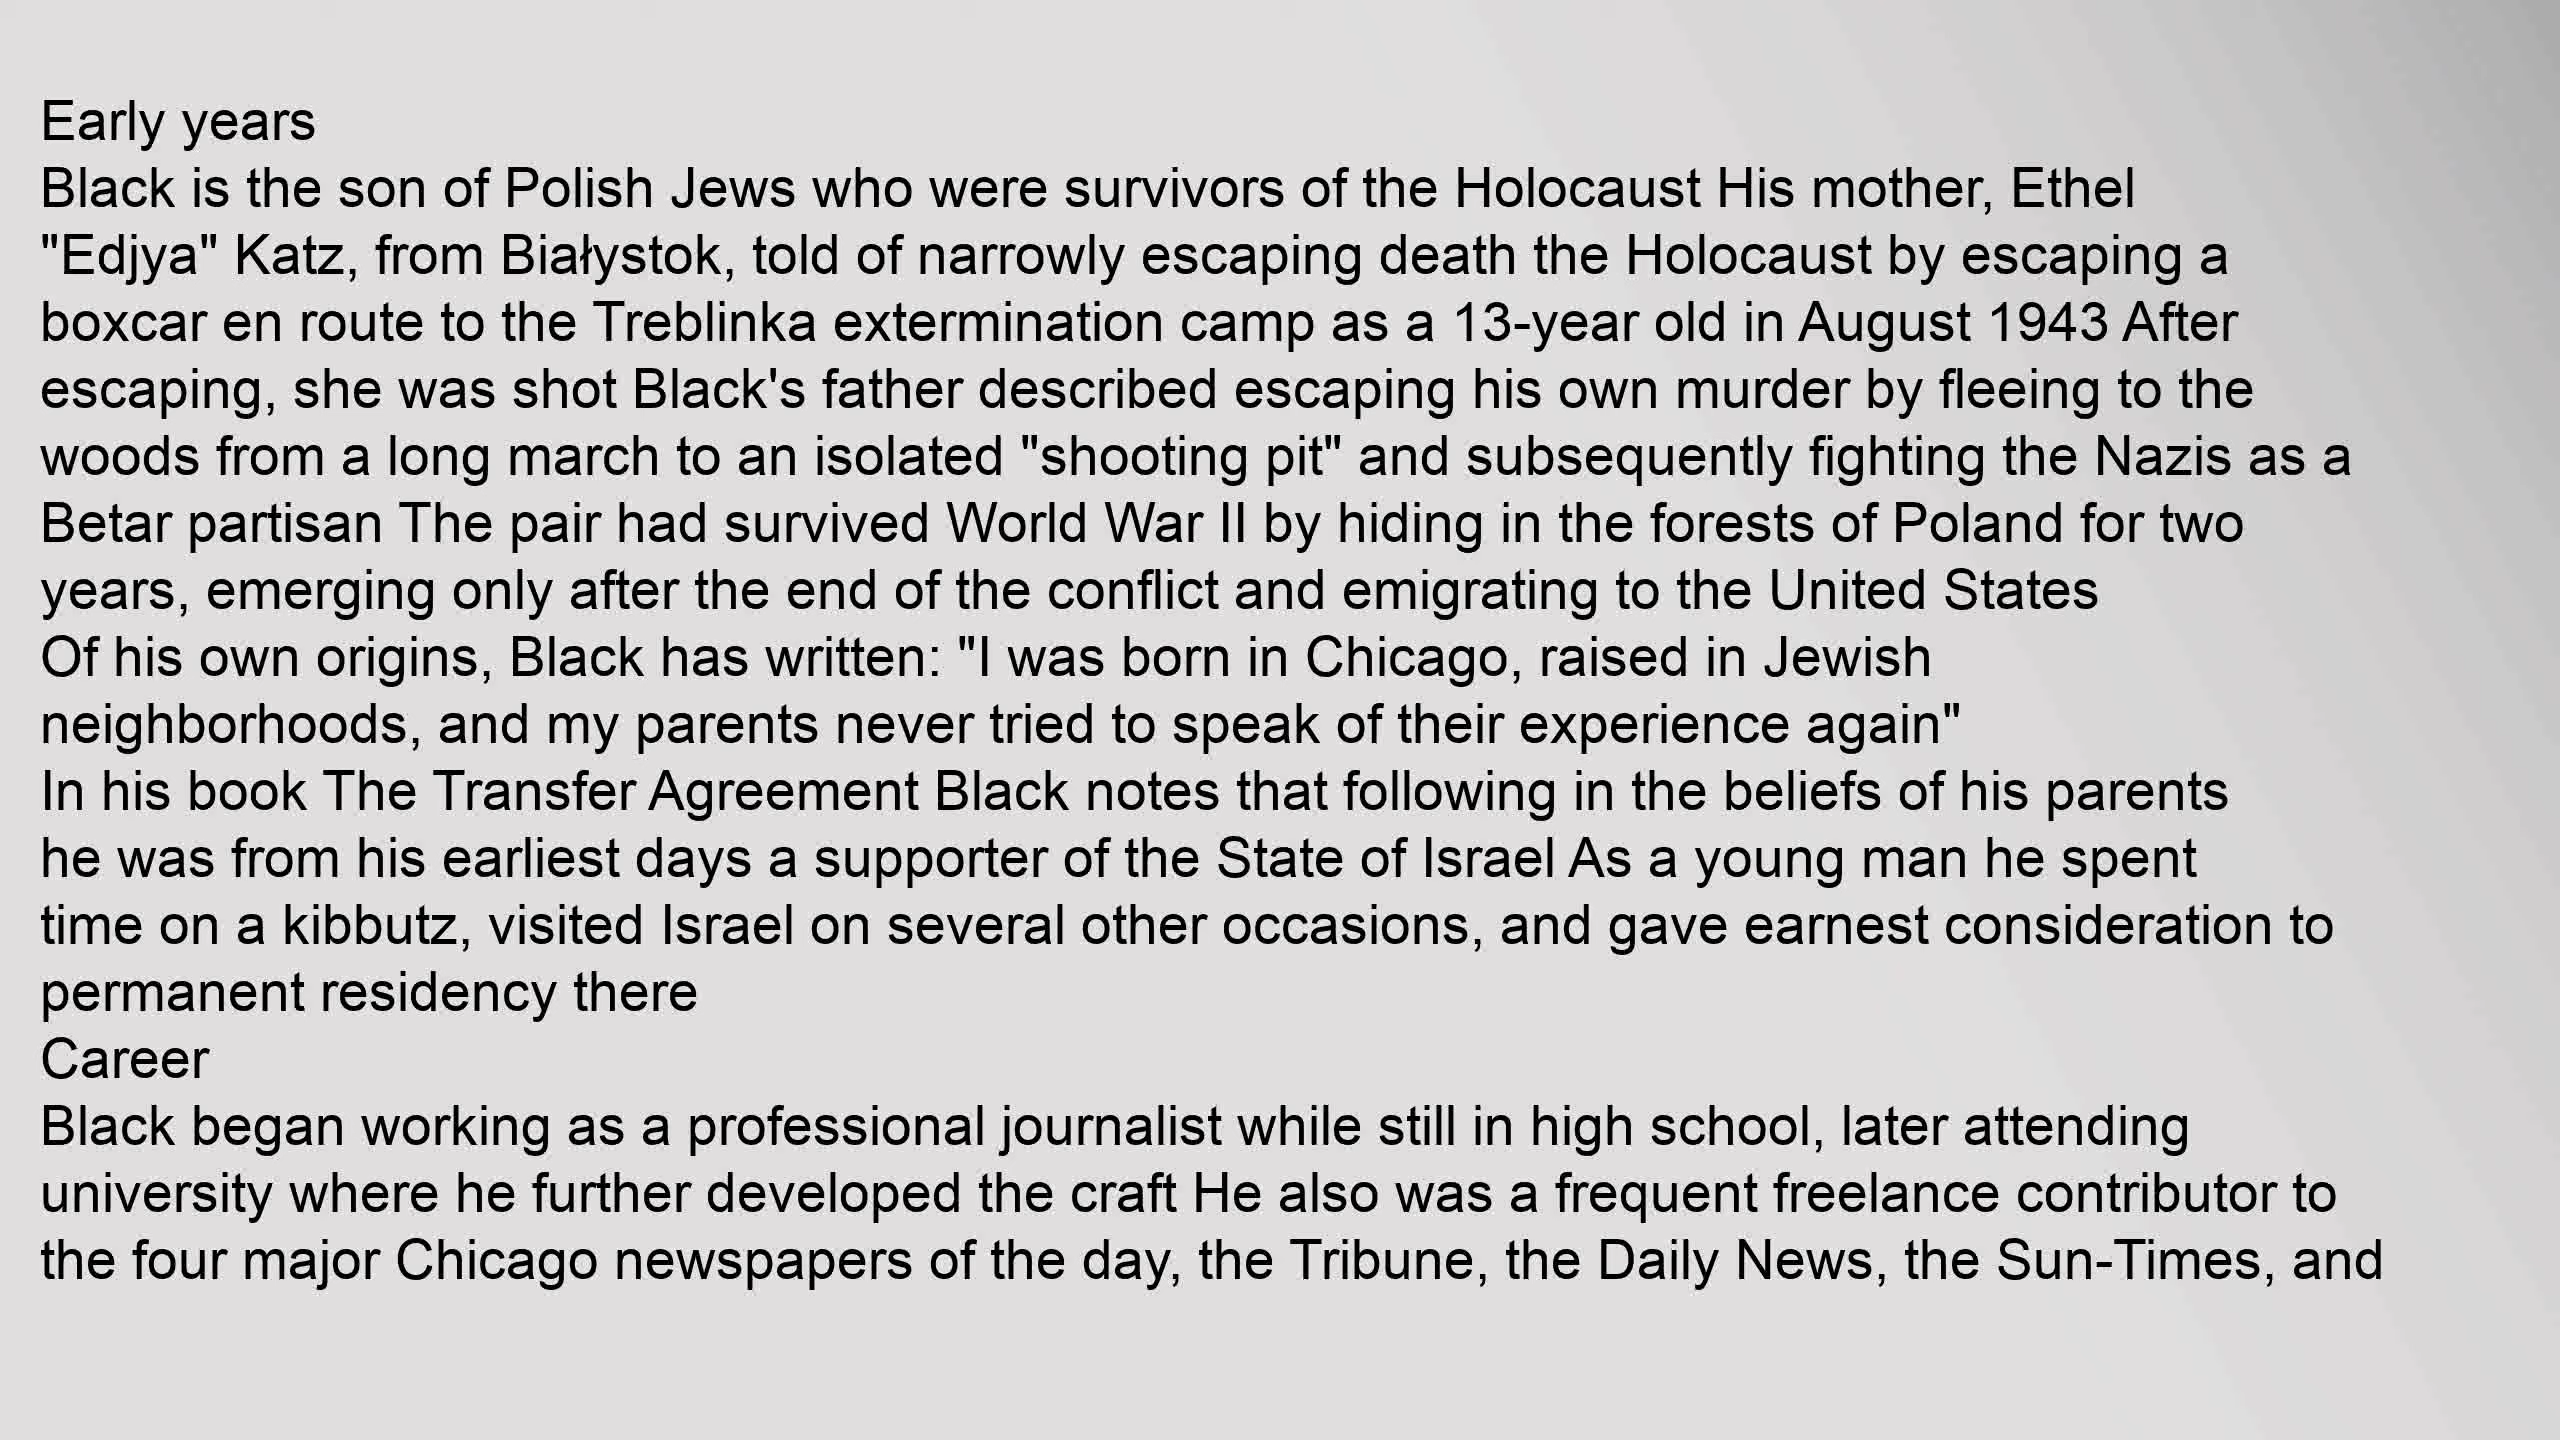 Early years
Black is the son of Polish Jews who were survivors of the Holocaust His mother, Ethel
"Edjya" Katz, from Białystok, told of narrowly escaping death the Holocaust by escaping a
boxcar en route to the Treblinka extermination camp as a 13-year old in August 1943 After
escaping, she was shot Black's father described escaping his own murder by fleeing to the
woods from a long march to an isolated "shooting pit" and subsequently fighting the Nazis as a
Betar partisan The pair had survived World War II by hiding in the forests of Poland for two
years, emerging only after the end of the conflict and emigrating to the United States
Of his own origins, Black has written: "I was born in Chicago, raised in Jewish
neighborhoods, and my parents never tried to speak of their experience again"
In his book The Transfer Agreement Black notes that following in the beliefs of his parents
he was from his earliest days a supporter of the State of Israel As a young man he spent
time on a kibbutz, visited Israel on several other occasions, and gave earnest consideration to
permanent residency there
Career
Black began working as a professional journalist while still in high school, later attending
university where he further developed the craft He also was a frequent freelance contributor to
the four major Chicago newspapers of the day, the Tribune, the Daily News, the Sun-Times, and